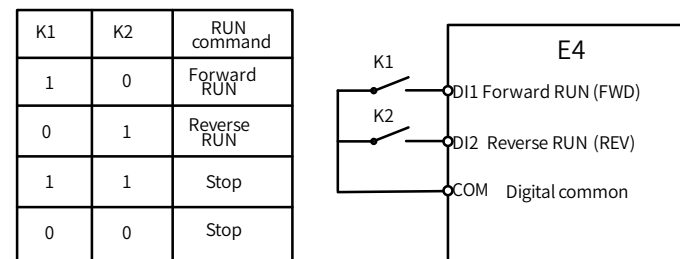 K1 K2 RUN command
1 0 Forward RUN
0 1 Reverse RUN
1 1 Stop
0 0 Stop
E4
K1
DI1 Forward RUN (FWD)
K2
DI2 Reverse RUN (REV)
COM Digital common